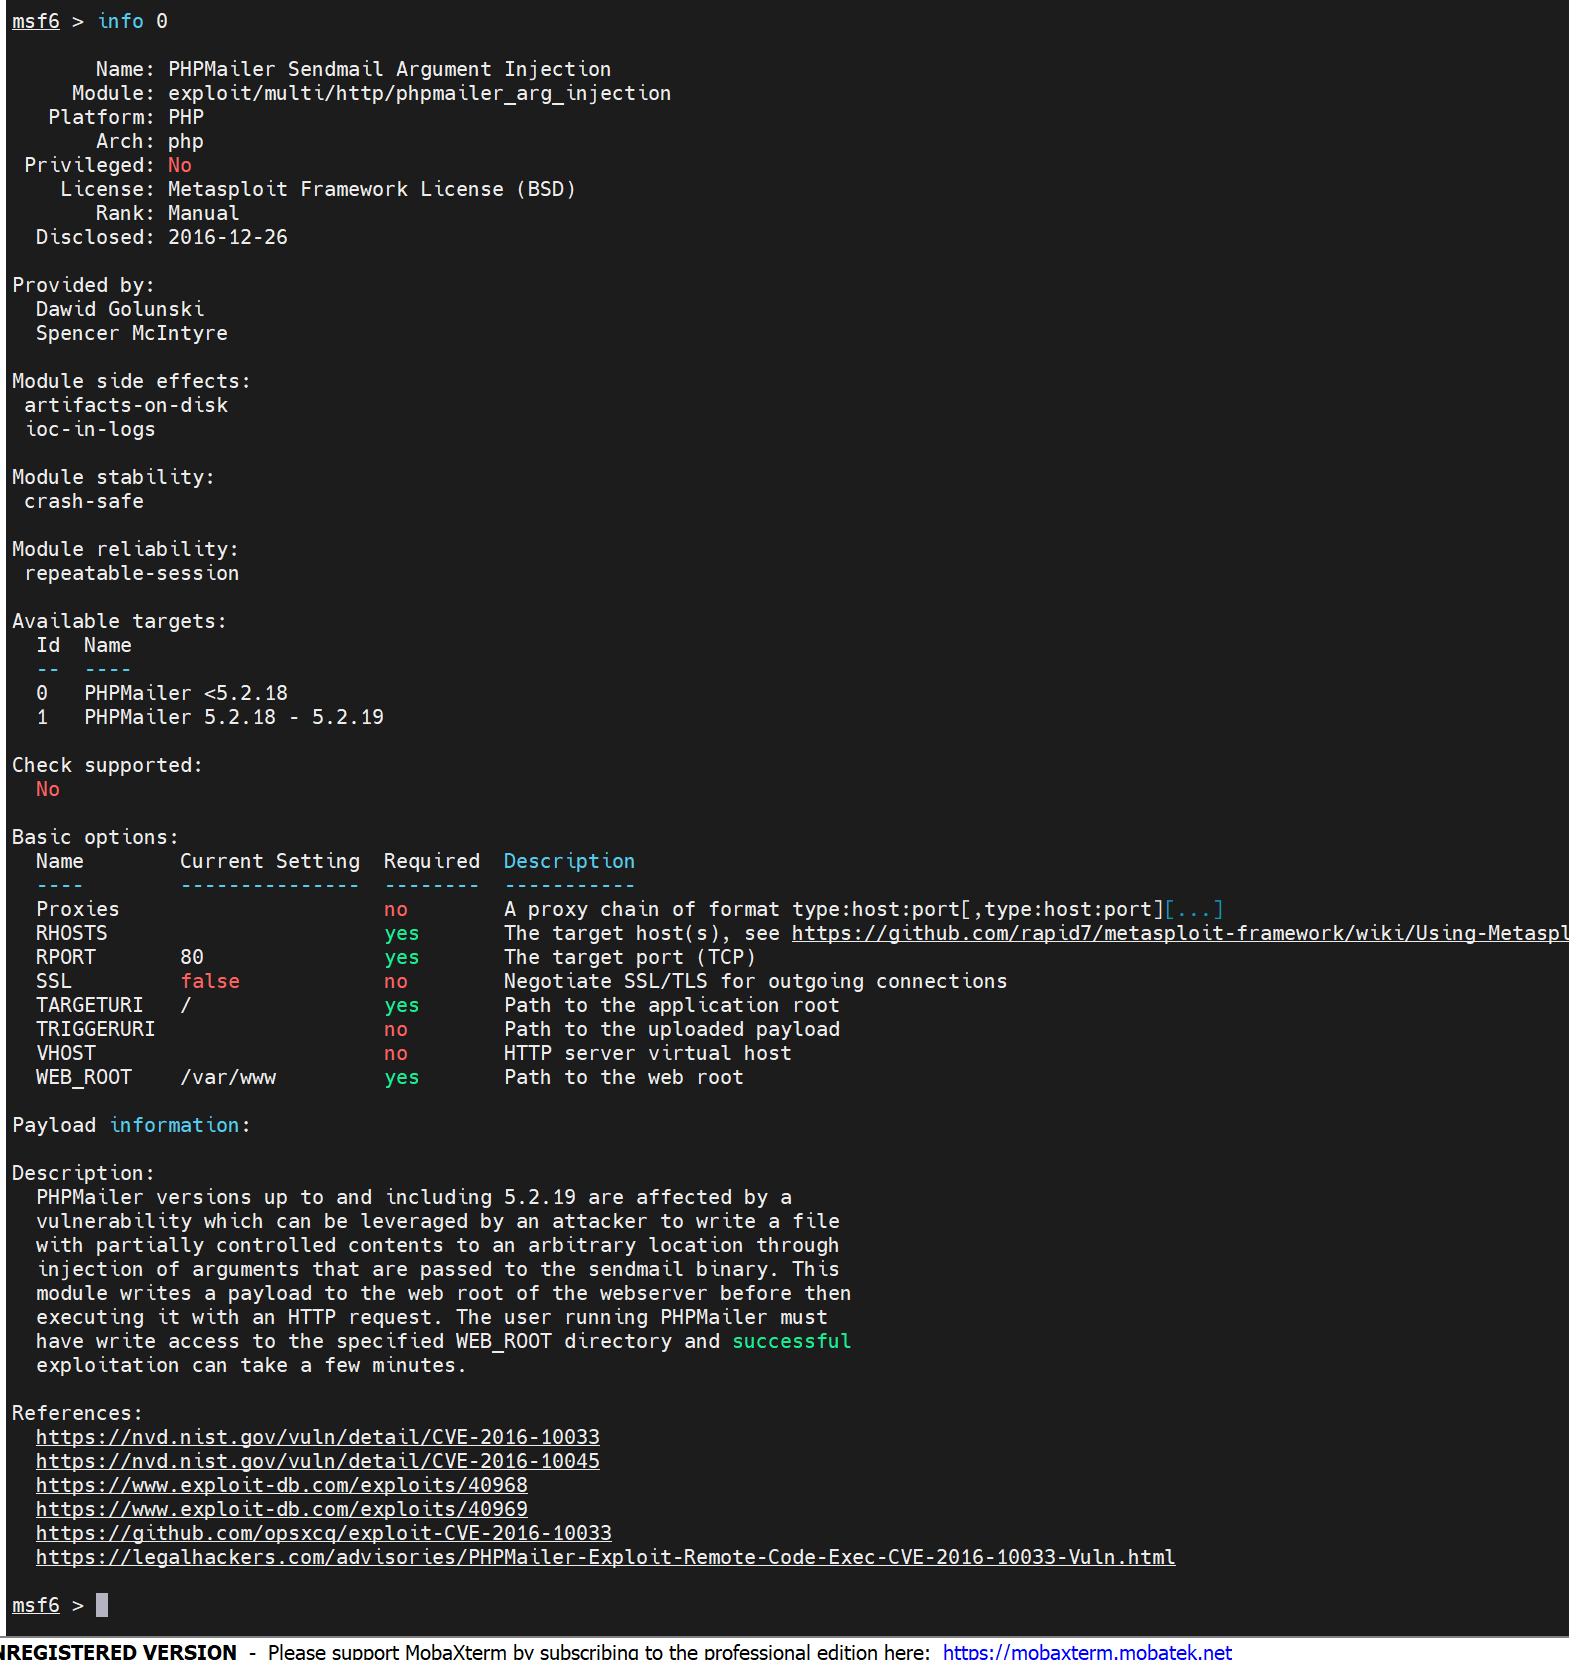 msf6 > info 0
Name: PHPMailer Sendmail Argument Injection
Module: exploit/multi/http/phpmailer_arg_injection
Platform: PHP
Arch: php
Privileged: No
License: Metasploit Framework License (BSD)
Rank: Manual
Disclosed: 2016-12-26
Provided by:
Dawid Golunski
Spencer McIntyre
Module side effects:
artifacts-on-disk
ioc-in-logs
Module stability:
crash-safe
Module reliability:
repeatable-session
Available targets:
Id  Name
--  ----
0   PHPMailer <5.2.18
1   PHPMailer 5.2.18 - 5.2.19
Check supported:
No
Basic options:
Name        Current Setting  Required  Description
----        ---------------  --------  -----------
Proxies                      no        A proxy chain of format type:host:port[,type:host:port][...]
RHOSTS                       yes       The target host(s), see https://github.com/rapid7/metasploit-framework/wiki/Using-Metaspl
RPORT       80               yes       The target port (TCP)
SSL         false            no        Negotiate SSL/TLS for outgoing connections
TARGETURI   /                yes       Path to the application root
TRIGGERURI                   no        Path to the uploaded payload
VHOST                        no        HTTP server virtual host
WEB_ROOT    /var/www         yes       Path to the web root
Payload information:
Description:
PHPMailer versions up to and including 5.2.19 are affected by a
vulnerability which can be leveraged by an attacker to write a file
with partially controlled contents to an arbitrary location through
injection of arguments that are passed to the sendmail binary. This
module writes a payload to the web root of the webserver before then
executing it with an HTTP request. The user running PHPMailer must
have write access to the specified WEB_ROOT directory and successful
exploitation can take a few minutes.
References:
https://nvd.nist.gov/vuln/detail/CVE-2016-10033
https://nvd.nist.gov/vuln/detail/CVE-2016-10045
https://www.exploit-db.com/exploits/40968
https://www.exploit-db.com/exploits/40969
https://github.com/opsxcq/exploit-CVE-2016-10033
https://legalhackers.com/advisories/PHPMailer-Exploit-Remote-Code-Exec-CVE-2016-10033-Vuln.html
msf6 >
NREGISTERED VERSION - Please support MobaXterm by subscribing to the professional edition here: https://mobaxterm.mobatek.net